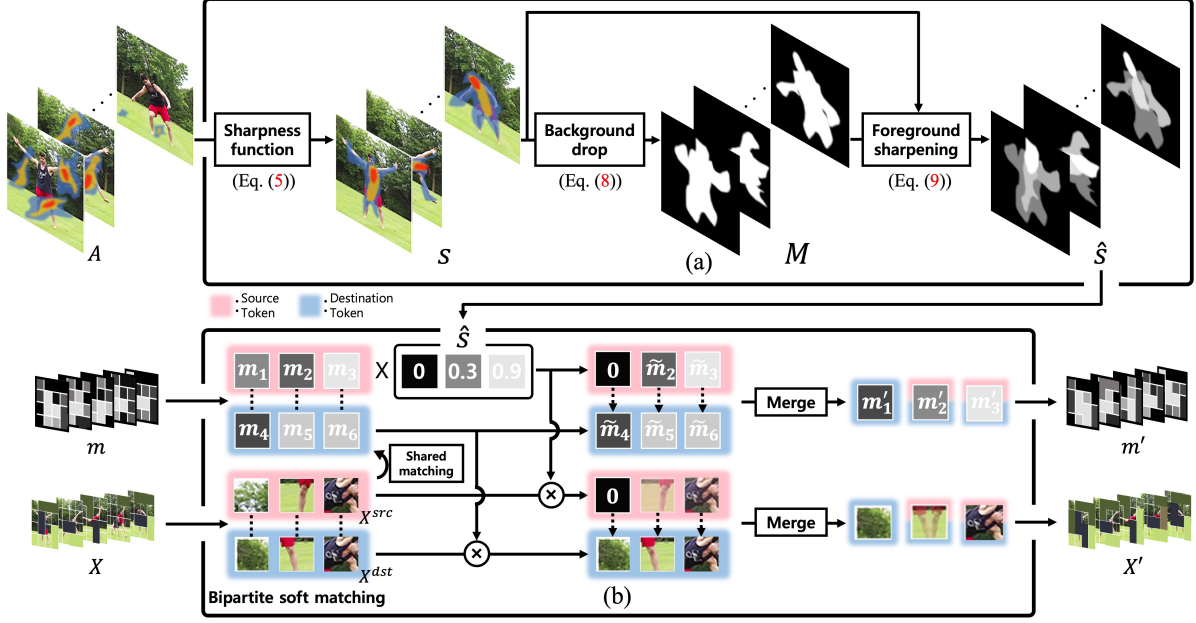 Sharpness
function
(Eq. (5))
Background
drop
(Eq. (8))
Foreground
sharpening
(Eq. (9))
A
s
(a)
M
ŝ
: Source
Token
: Destination
Token
ŝ
m₁ m₂ m₃ X 0 0.3 0.9 0 m̃₂ m̃₃
Merge m′₁ m′₂ m′₃
m₄ m₅ m₆ m̃₄ m̃₅ m̃₆
m
m′
Shared
matching
X^src
× 0
Merge
×
X^dst
X
X′
Bipartite soft matching
(b)